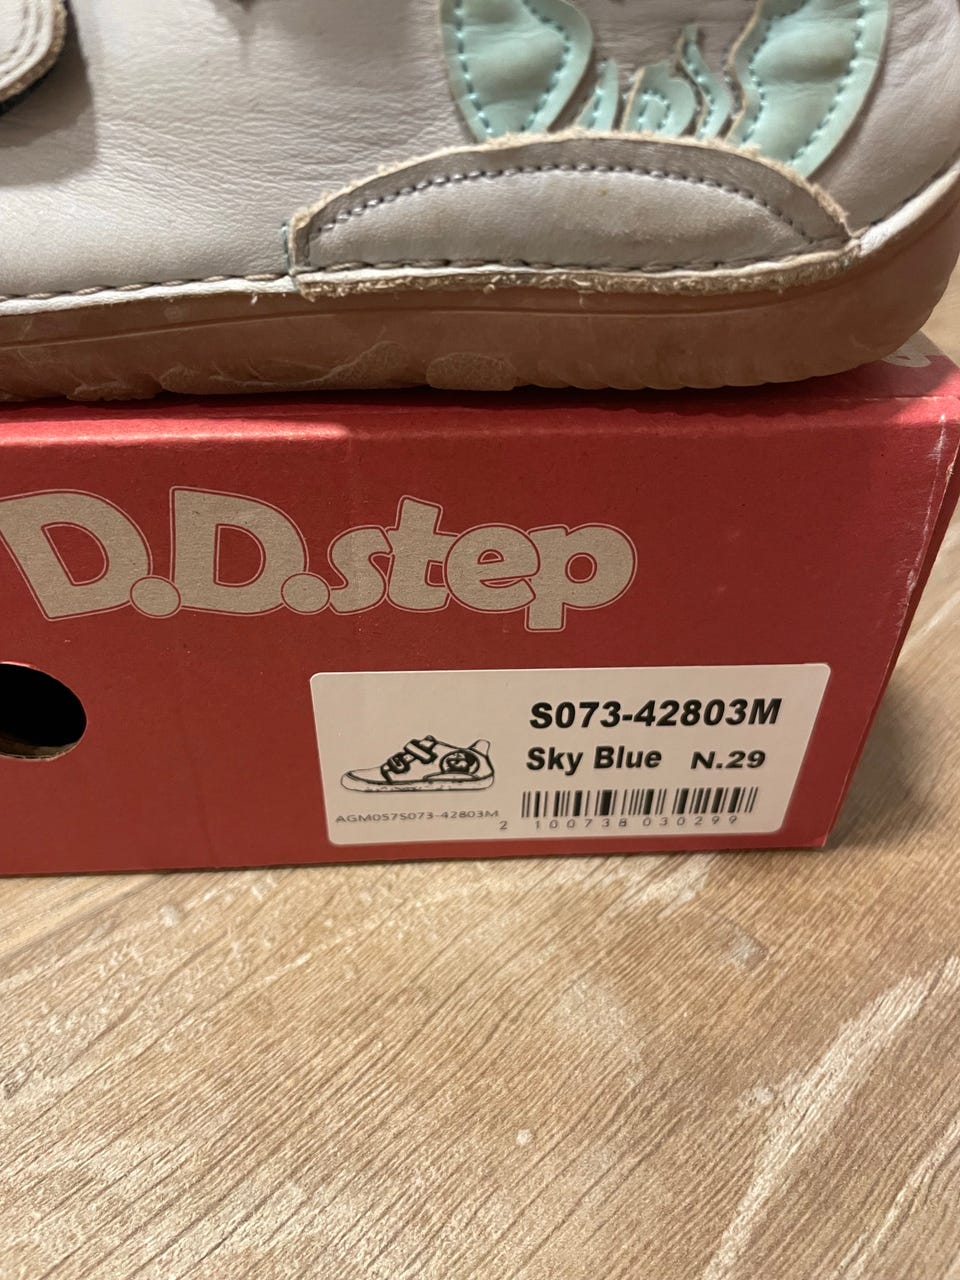 D.D.step
S073-42803M
Sky Blue N.29
AGM057S073-42803M
2 100738 030299